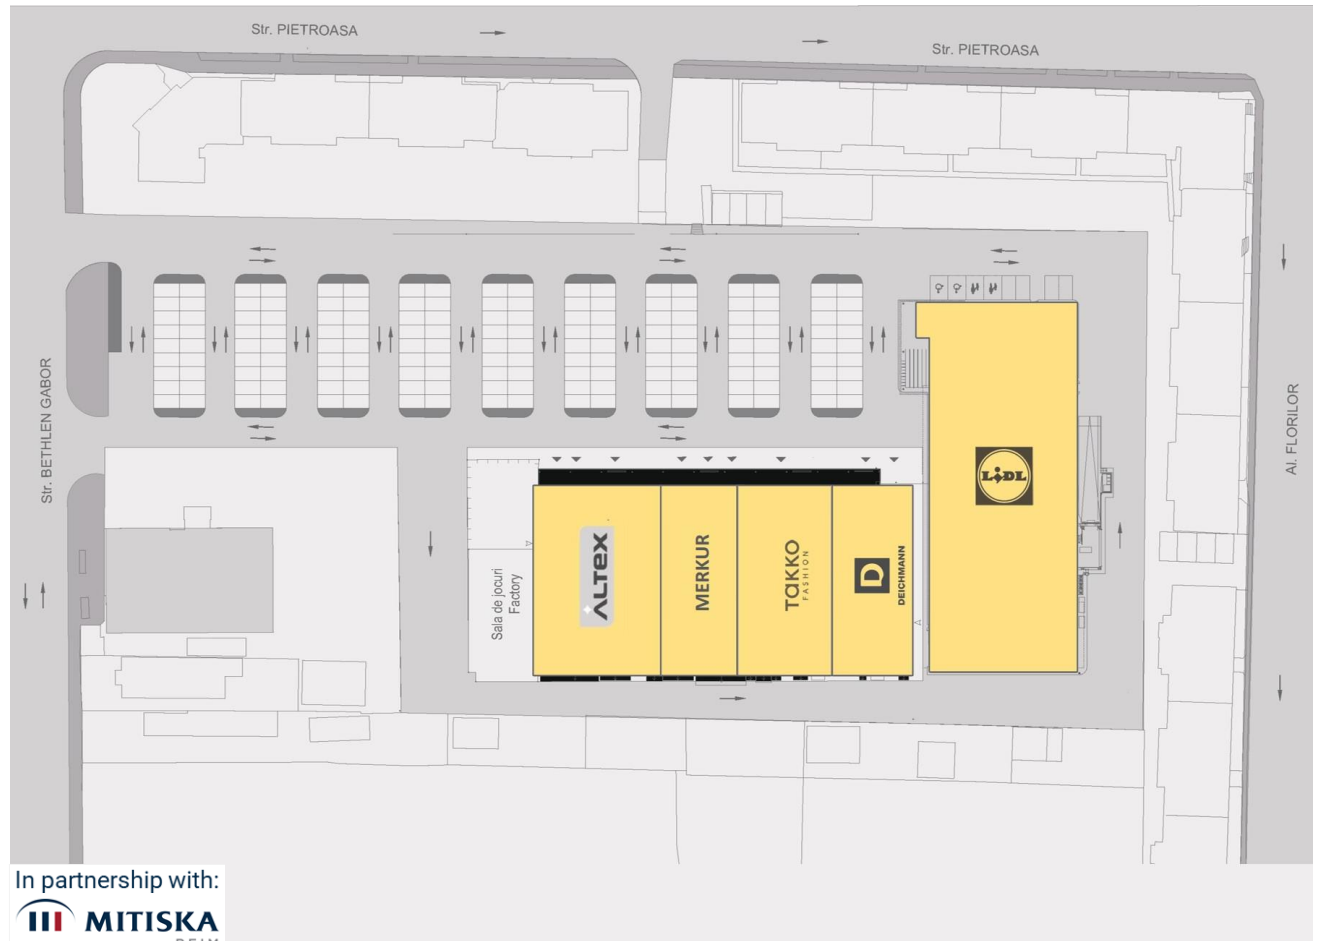 Str. PIETROASA
Str. PIETROASA
Str. BETHLEN GABOR
Al. FLORILOR
LiDL
ALTEX
MERKUR
TAKKO
FASHION
D
DEICHMANN
Sala de jocuri
Factory
In partnership with:
MITISKA